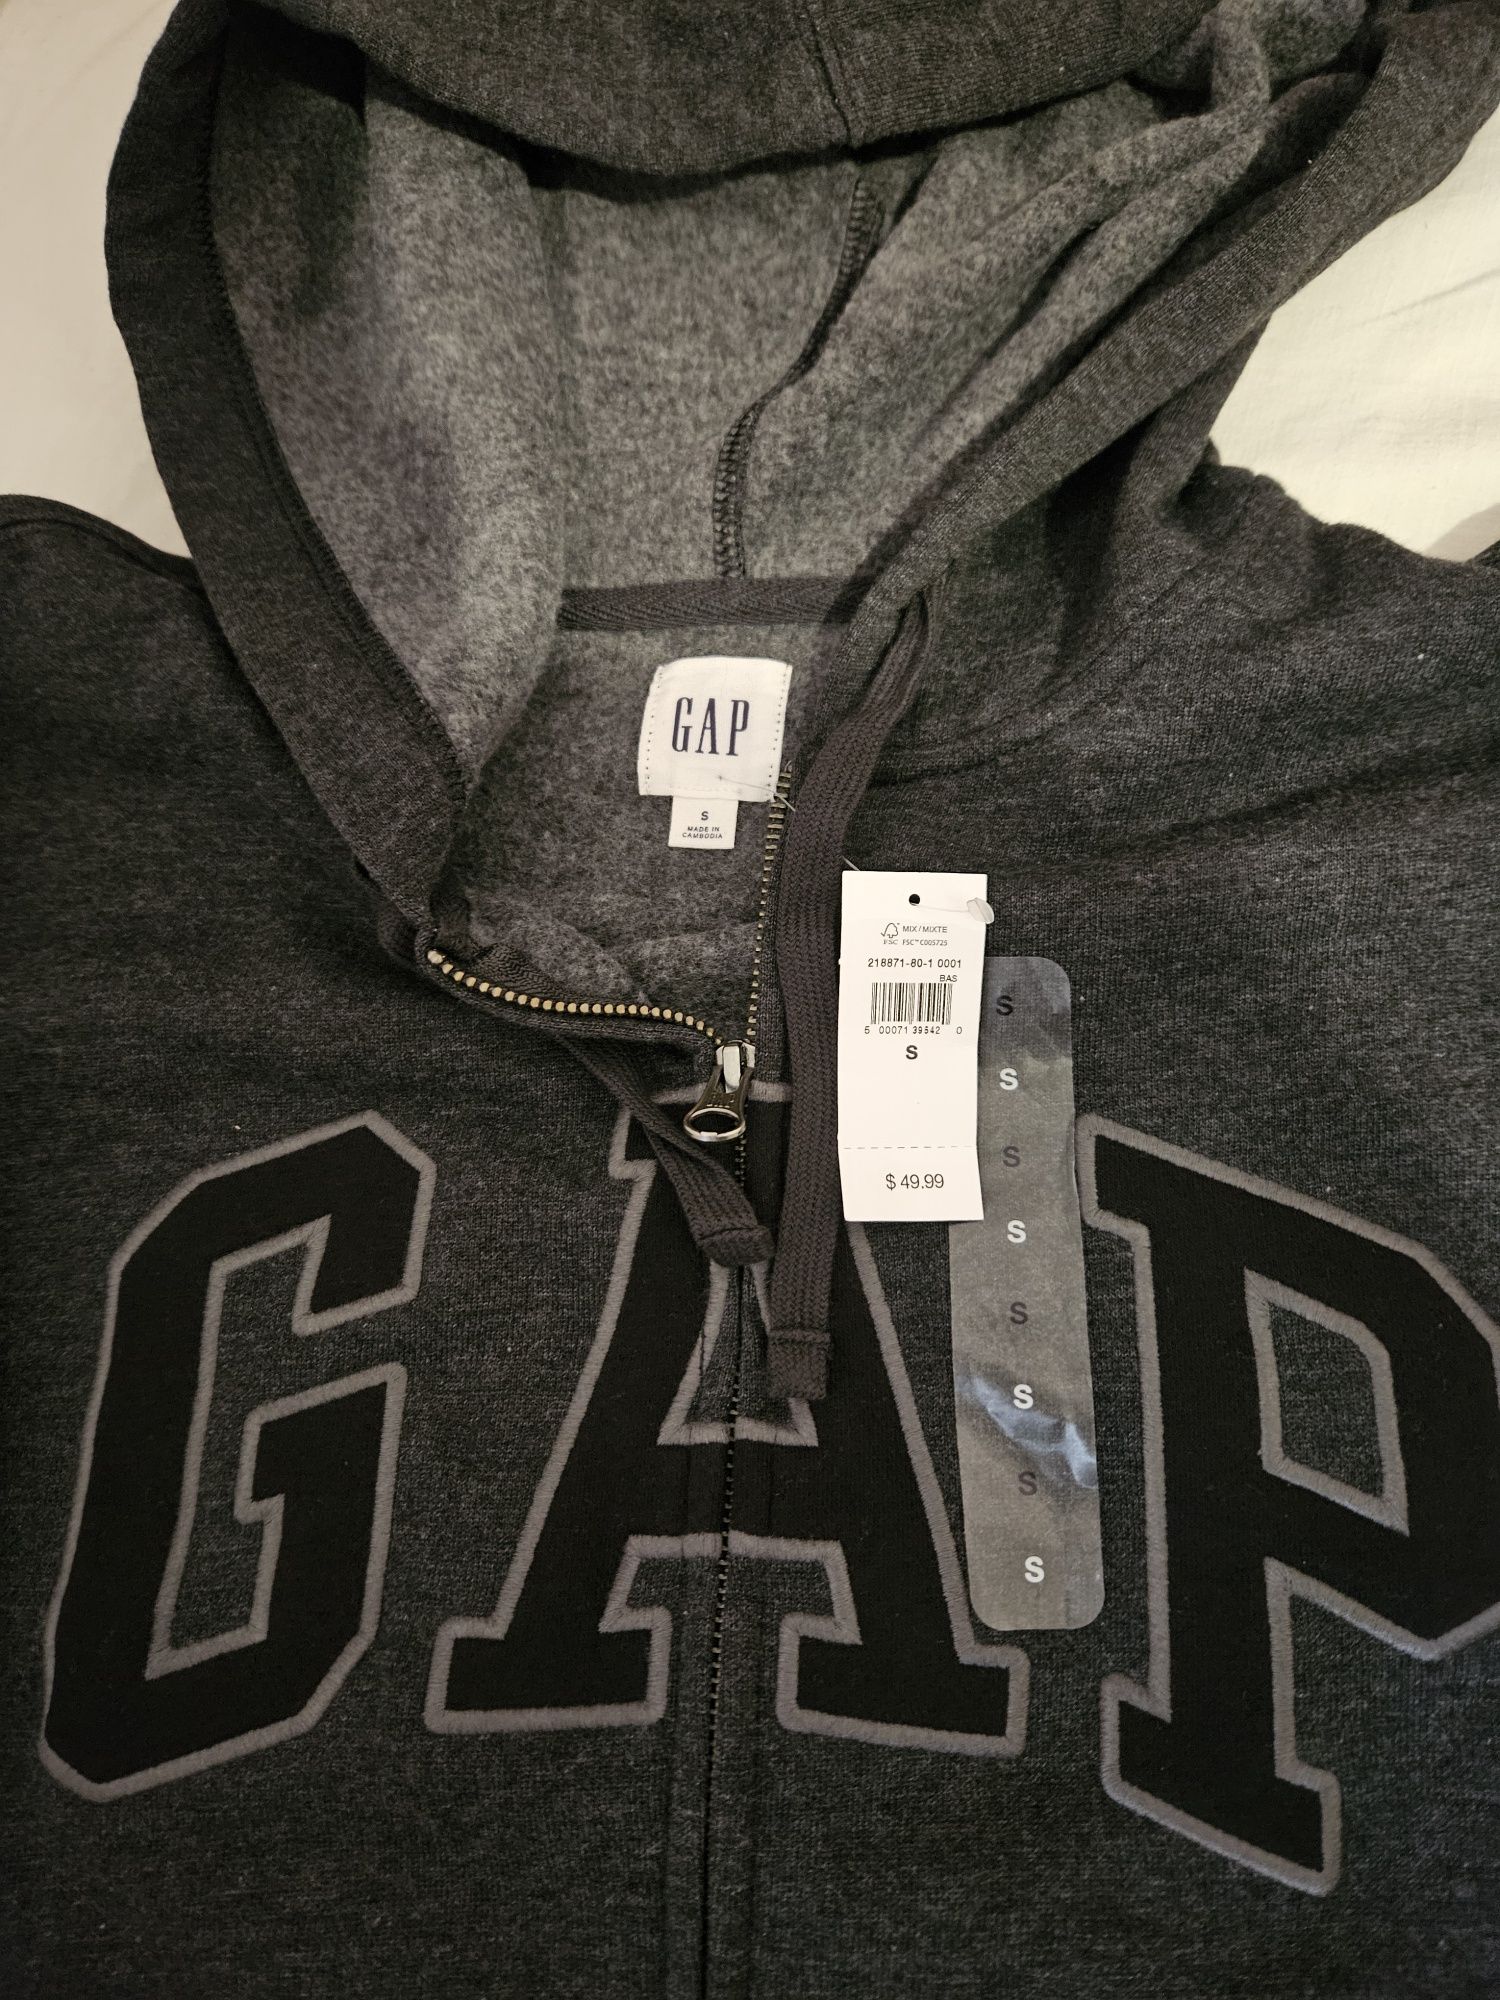 GAP
S
MADE IN
CAMBODIA
MIX / MIXTE
FSC FSC™ C005725
218871-80-1 0001
BAS
5 00071 39542 0
S
$ 49.99
S
S
S
S
S
S
S
S
GAP